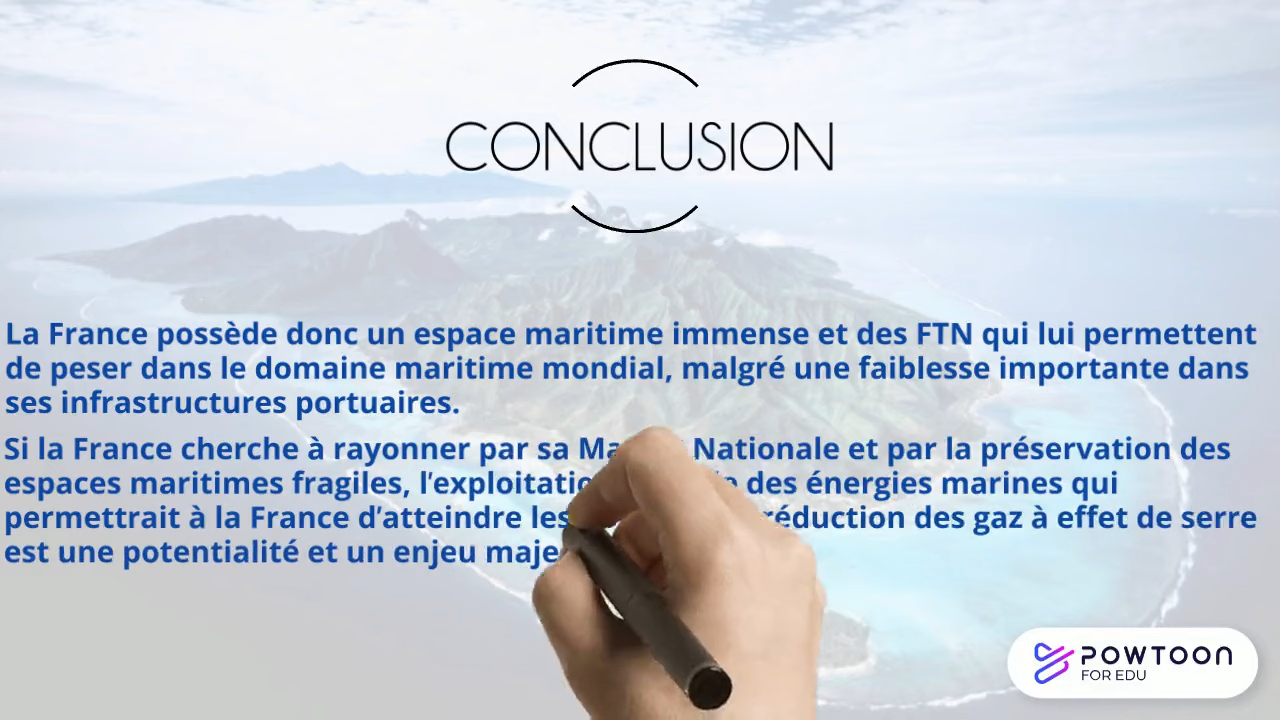 CONCLUSION
La France possède donc un espace maritime immense et des FTN qui lui permettent
de peser dans le domaine maritime mondial, malgré une faiblesse importante dans
ses infrastructures portuaires.
Si la France cherche à rayonner par sa Nationale et par la préservation des
espaces maritimes fragiles, des énergies marines qui
permettrait à la France d’atteindre les réduction des gaz à effet de serre
est une potentialité et un enjeu
POWTOON
FOR EDU